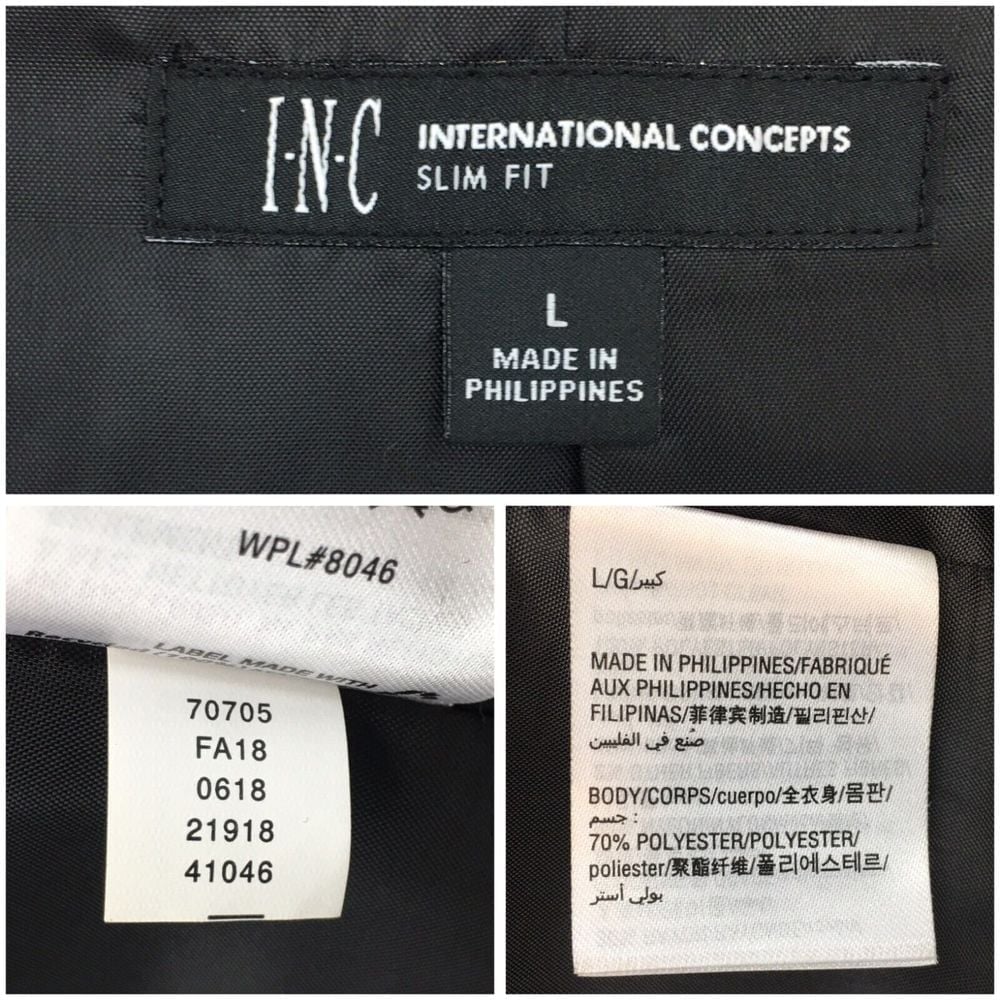 I·N·C INTERNATIONAL CONCEPTS
SLIM FIT
L
MADE IN
PHILIPPINES
WPL#8046
LABEL MADE WITH
70705
FA18
0618
21918
41046
L/G/كبير
MADE IN PHILIPPINES/FABRIQUÉ
AUX PHILIPPINES/HECHO EN
FILIPINAS/菲律宾制造/필리핀산/
صُنع في الفليبين
BODY/CORPS/cuerpo/全衣身/몸판/
جسم :
70% POLYESTER/POLYESTER/
poliester/聚酯纤维/폴리에스테르/
بولي أستر